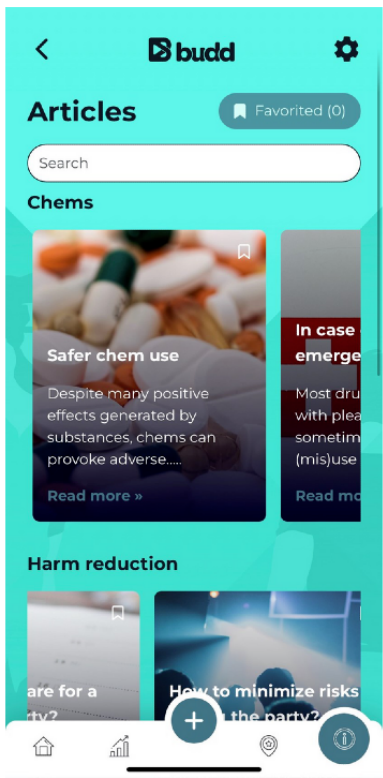 budd
Articles
Favorited (0)
Search
Chems
Safer chem use
Despite many positive
effects generated by
substances, chems can
provoke adverse.....
Read more »
In case
emerge
Most dru
with plea
sometim
(mis)use
Read mo
Harm reduction
are for a
rty?
How to minimize risks
the party?